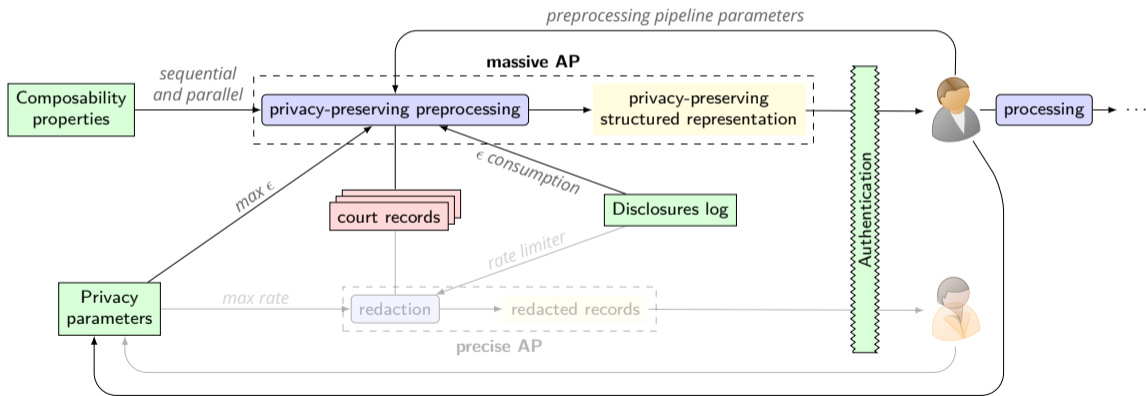 preprocessing pipeline parameters
massive AP
sequential
and parallel
Composability
properties
privacy-preserving preprocessing
privacy-preserving
structured representation
processing
...
max ϵ
ϵ consumption
court records
Disclosures log
Authentication
rate limiter
Privacy
parameters
max rate
redaction
redacted records
precise AP